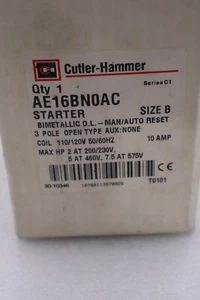 Cutler-Hammer
Qty 1
Series C1
AE16BN0AC
STARTER
SIZE B
BIMETALLIC O.L. - MAN/AUTO RESET
3 POLE OPEN TYPE AUX:NONE
COIL 110/120V 50/60HZ
10 AMP
MAX HP 2 AT 200/230V,
5 AT 460V, 7.5 AT 575V
T0101